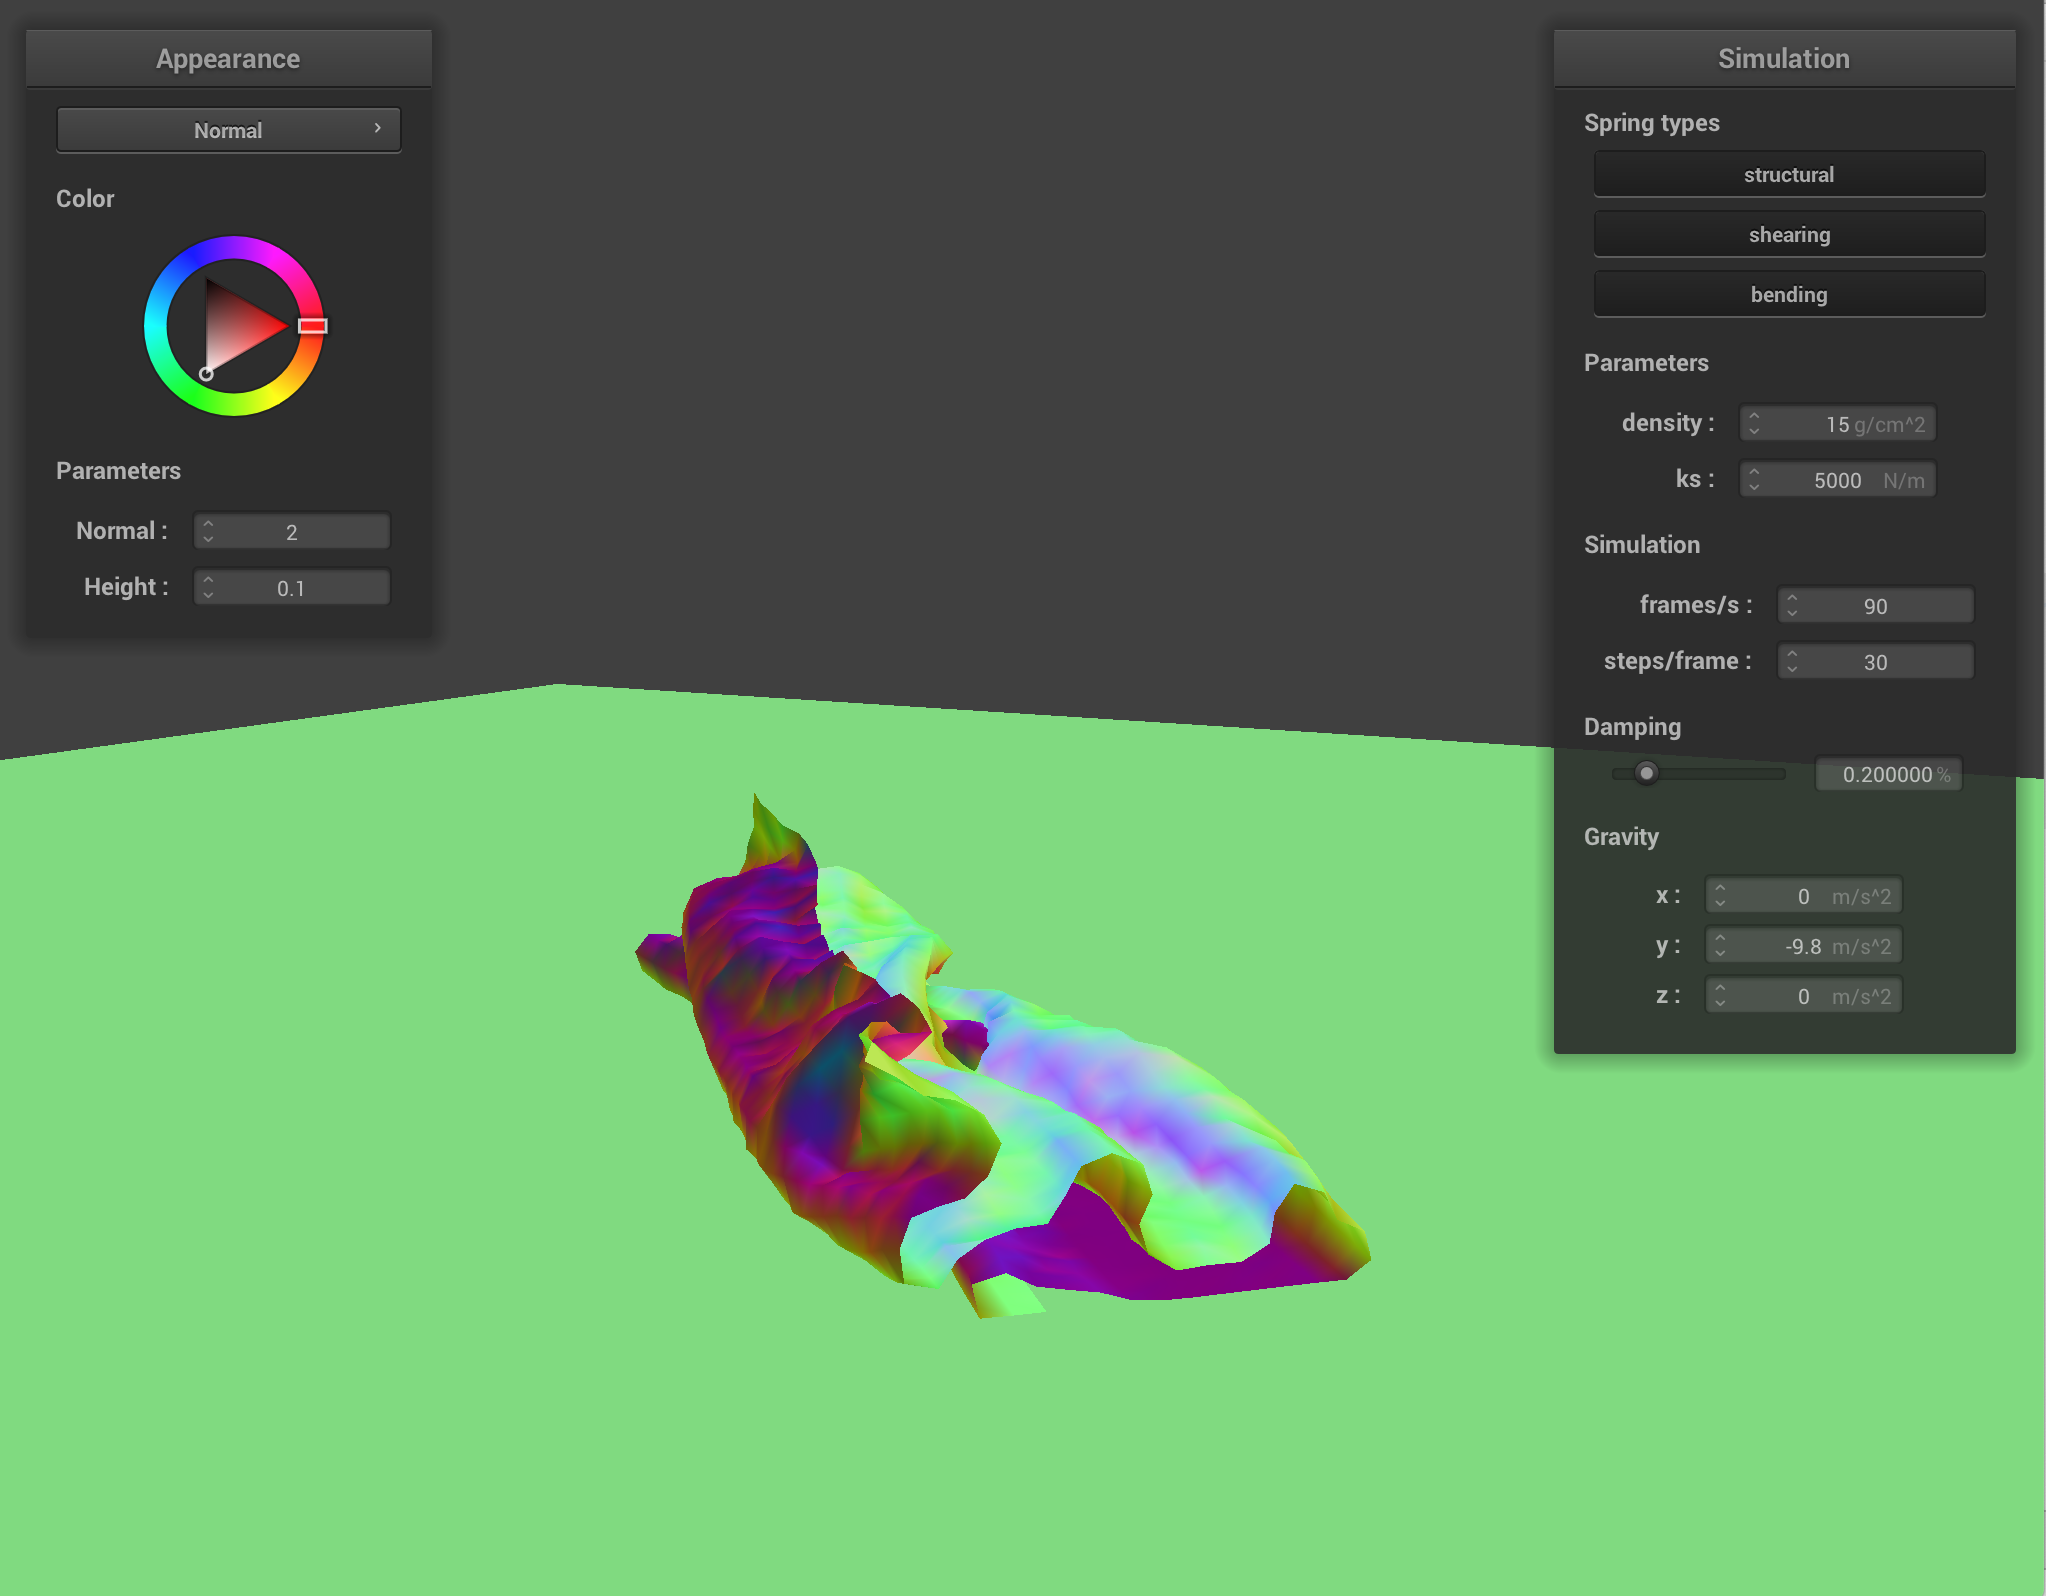 Appearance
Normal
Color
Parameters
Normal : 2
Height : 0.1
Simulation
Spring types
structural
shearing
bending
Parameters
density : 15 g/cm^2
ks : 5000 N/m
Simulation
frames/s : 90
steps/frame : 30
Damping
0.200000 %
Gravity
x : 0 m/s^2
y : -9.8 m/s^2
z : 0 m/s^2